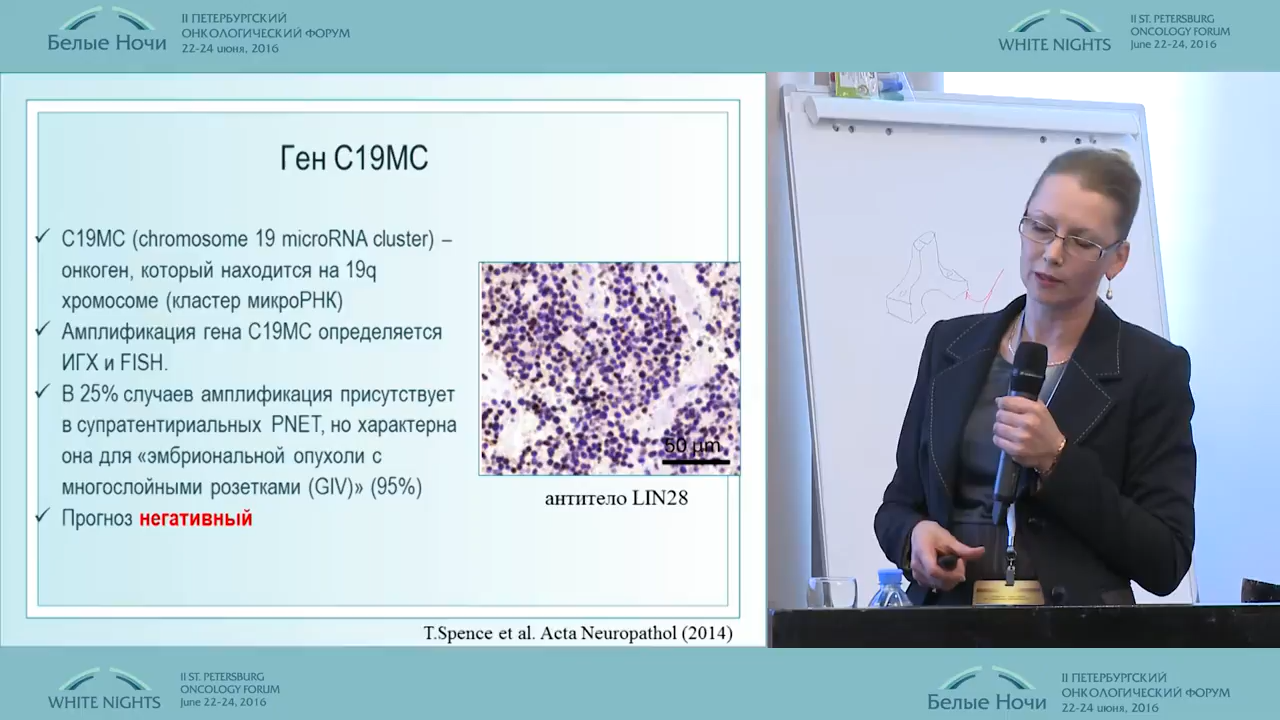 Белые Ночи
II ПЕТЕРБУРГСКИЙ
ОНКОЛОГИЧЕСКИЙ ФОРУМ
22-24 июня, 2016
WHITE NIGHTS
II ST. PETERSBURG
ONCOLOGY FORUM
June 22-24, 2016
Ген C19MC
✓ C19MC (chromosome 19 microRNA cluster) –
онкоген, который находится на 19q
хромосоме (кластер микроРНК)
✓ Амплификация гена C19MC определяется
ИГХ и FISH.
✓ В 25% случаев амплификация присутствует
в супратентириальных PNET, но характерна
она для «эмбриональной опухоли с
многослойными розетками (GIV)» (95%)
✓ Прогноз негативный
50 μm
антитело LIN28
T.Spence et al. Acta Neuropathol (2014)
WHITE NIGHTS
II ST. PETERSBURG
ONCOLOGY FORUM
June 22-24, 2016
Белые Ночи
II ПЕТЕРБУРГСКИЙ
ОНКОЛОГИЧЕСКИЙ ФОРУМ
22-24 июня, 2016